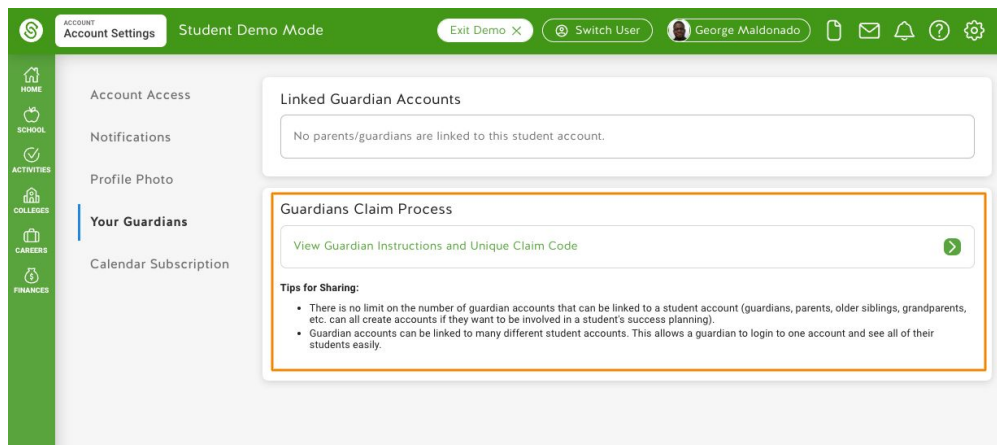 ACCOUNT
Account Settings
Student Demo Mode
Exit Demo X
Switch User
George Maldonado
HOME
SCHOOL
ACTIVITIES
COLLEGES
CAREERS
FINANCES
Account Access
Notifications
Profile Photo
Your Guardians
Calendar Subscription
Linked Guardian Accounts
No parents/guardians are linked to this student account.
Guardians Claim Process
View Guardian Instructions and Unique Claim Code
Tips for Sharing:
• There is no limit on the number of guardian accounts that can be linked to a student account (guardians, parents, older siblings, grandparents,
etc. can all create accounts if they want to be involved in a student's success planning).
• Guardian accounts can be linked to many different student accounts. This allows a guardian to login to one account and see all of their
students easily.